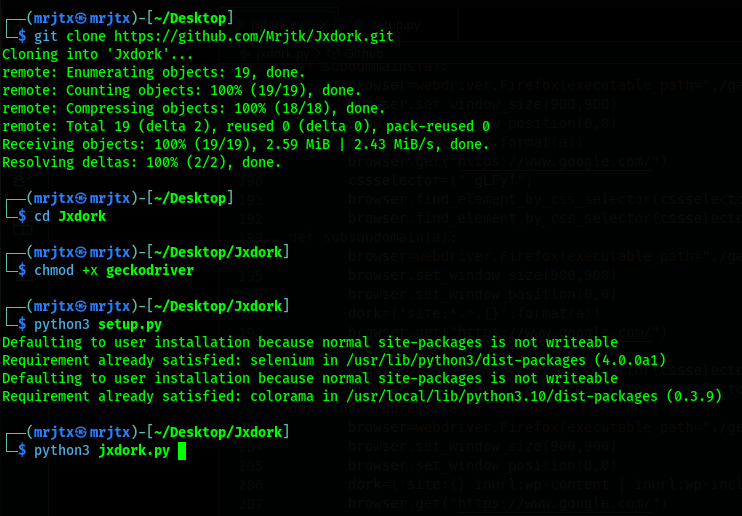 ┌──(mrjtx㉿mrjtx)-[~/Desktop]
└─$ git clone https://github.com/Mrjtk/Jxdork.git
Cloning into 'Jxdork'...
remote: Enumerating objects: 19, done.
remote: Counting objects: 100% (19/19), done.
remote: Compressing objects: 100% (18/18), done.
remote: Total 19 (delta 2), reused 0 (delta 0), pack-reused 0
Receiving objects: 100% (19/19), 2.59 MiB | 2.43 MiB/s, done.
Resolving deltas: 100% (2/2), done.
┌──(mrjtx㉿mrjtx)-[~/Desktop]
└─$ cd Jxdork
┌──(mrjtx㉿mrjtx)-[~/Desktop/Jxdork]
└─$ chmod +x geckodriver
┌──(mrjtx㉿mrjtx)-[~/Desktop/Jxdork]
└─$ python3 setup.py
Defaulting to user installation because normal site-packages is not writeable
Requirement already satisfied: selenium in /usr/lib/python3/dist-packages (4.0.0a1)
Defaulting to user installation because normal site-packages is not writeable
Requirement already satisfied: colorama in /usr/local/lib/python3.10/dist-packages (0.3.9)
┌──(mrjtx㉿mrjtx)-[~/Desktop/Jxdork]
└─$ python3 jxdork.py